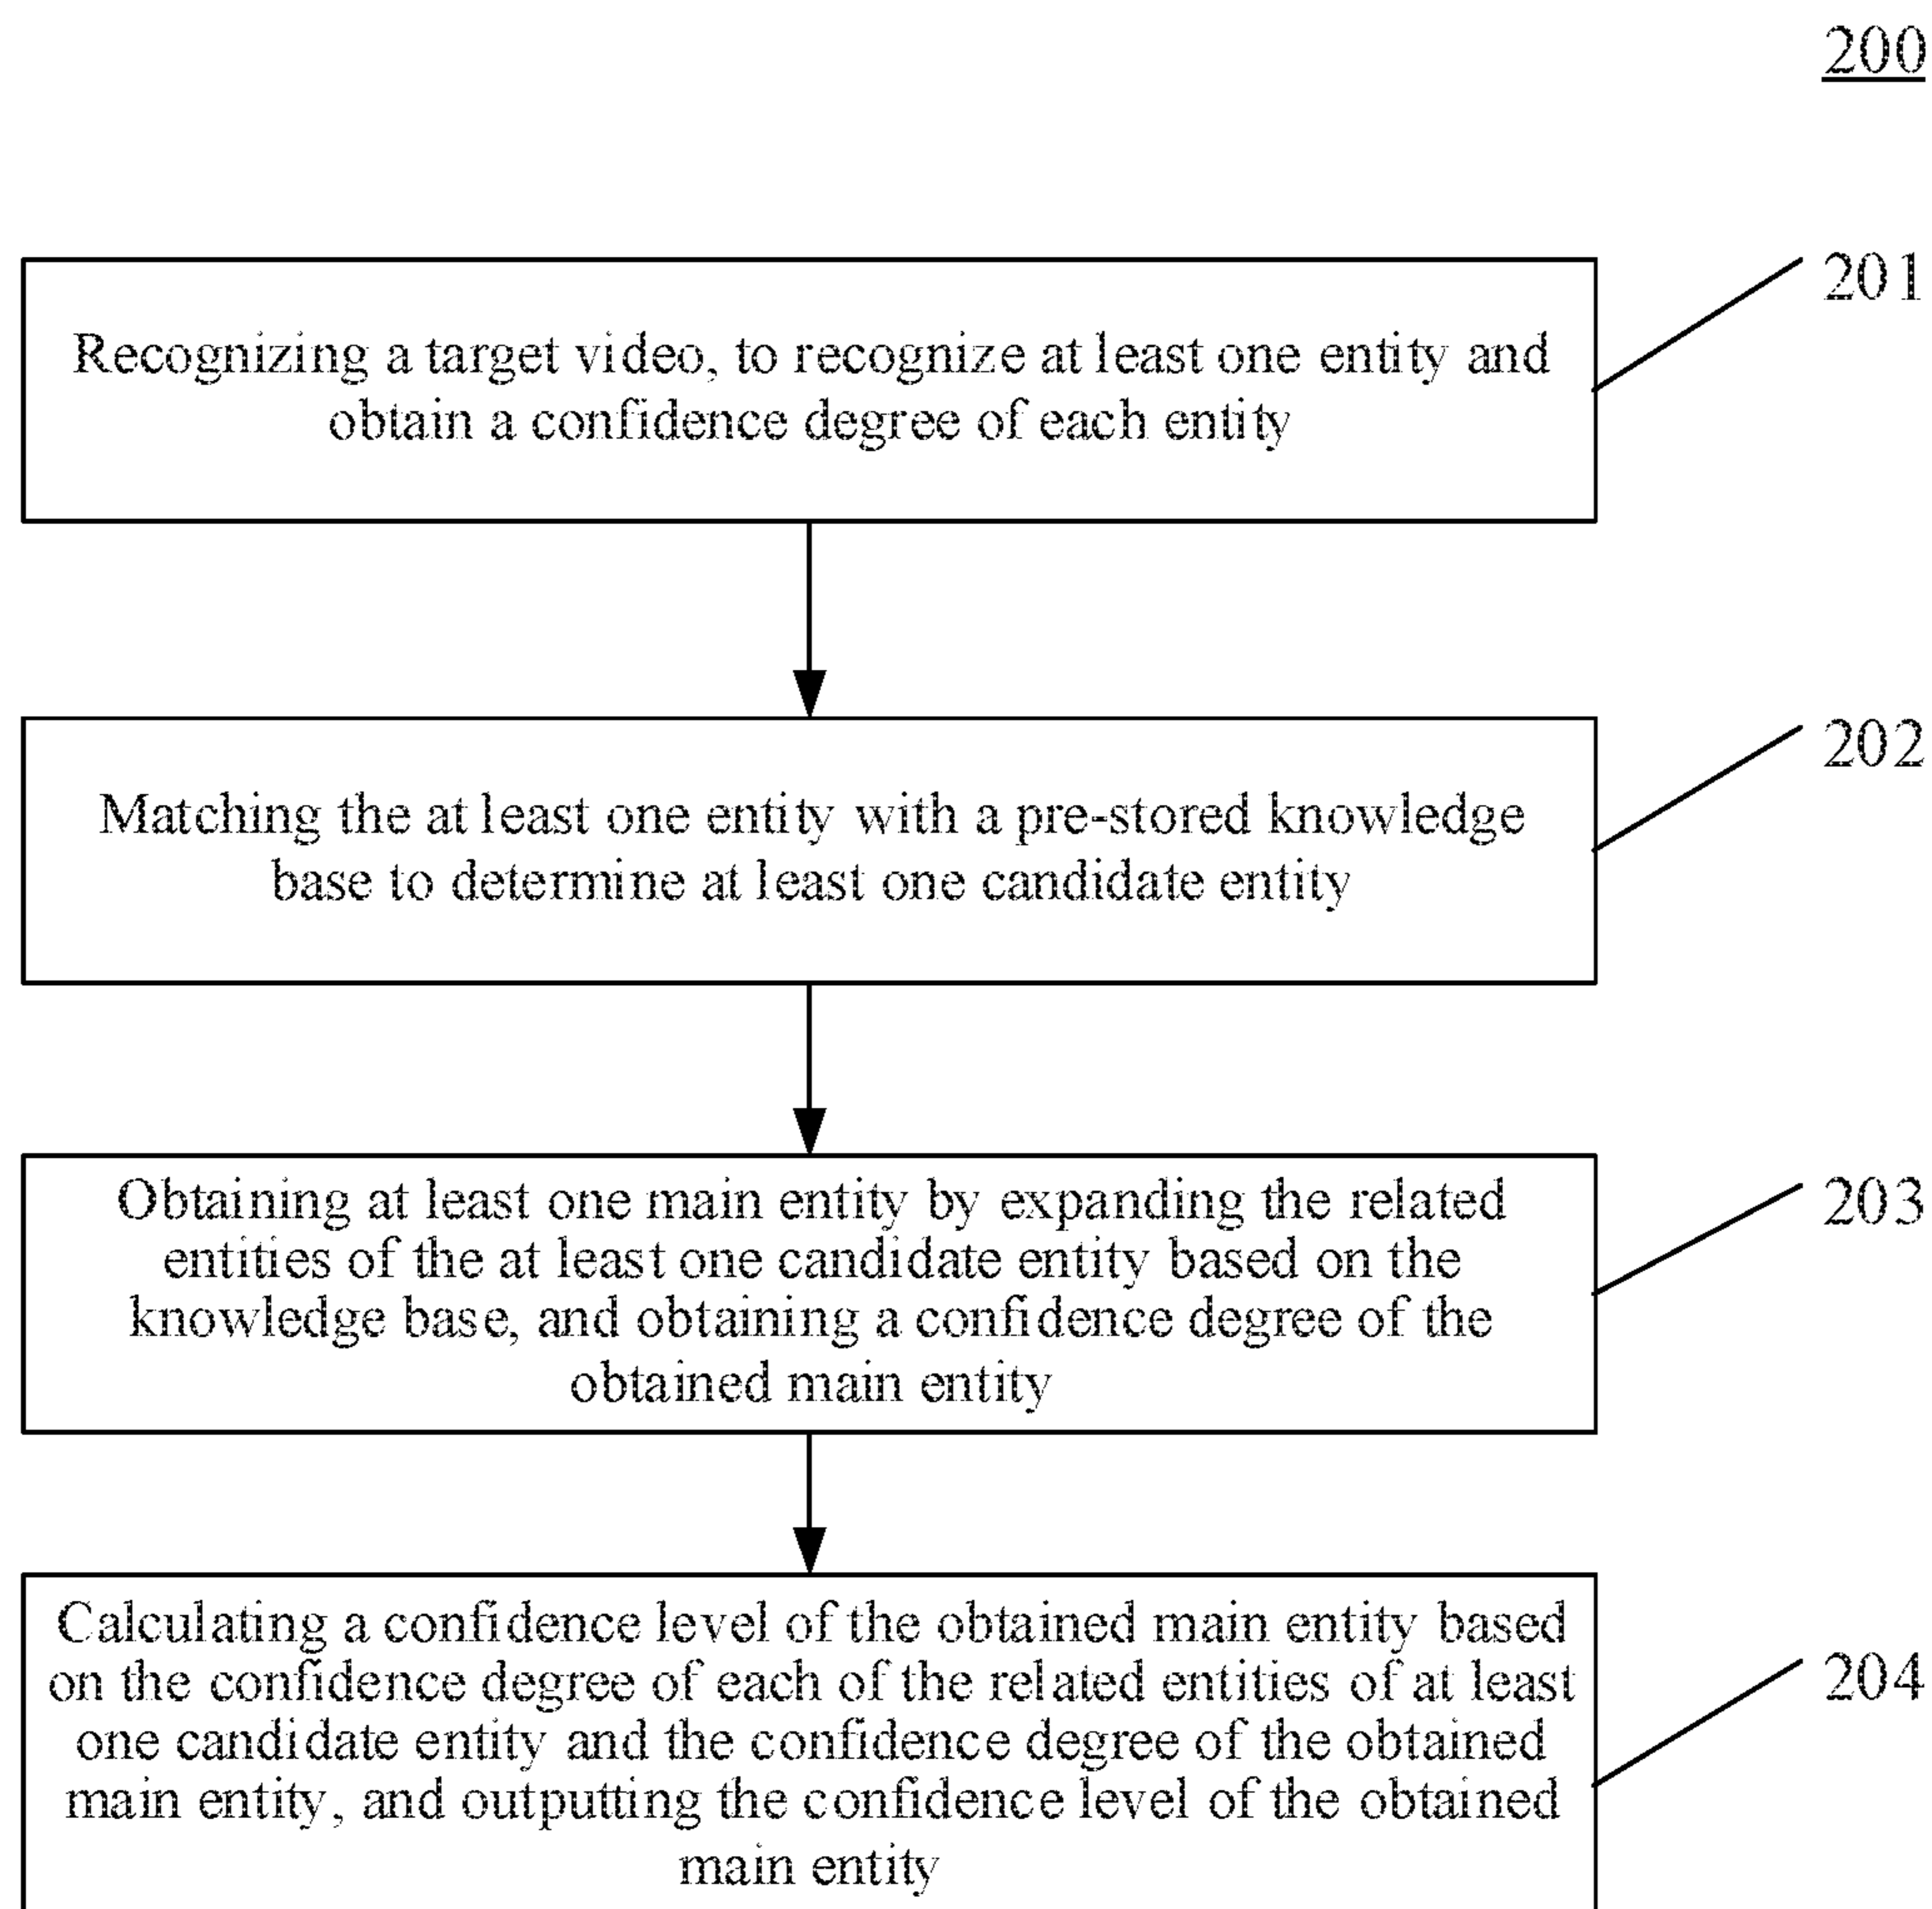 200
201
Recognizing a target video, to recognize at least one entity and
obtain a confidence degree of each entity
202
Matching the at least one entity with a pre-stored knowledge
base to determine at least one candidate entity
203
Obtaining at least one main entity by expanding the related
entities of the at least one candidate entity based on the
knowledge base, and obtaining a confidence degree of the
obtained main entity
204
Calculating a confidence level of the obtained main entity based
on the confidence degree of each of the related entities of at least
one candidate entity and the confidence degree of the obtained
main entity, and outputting the confidence level of the obtained
main entity